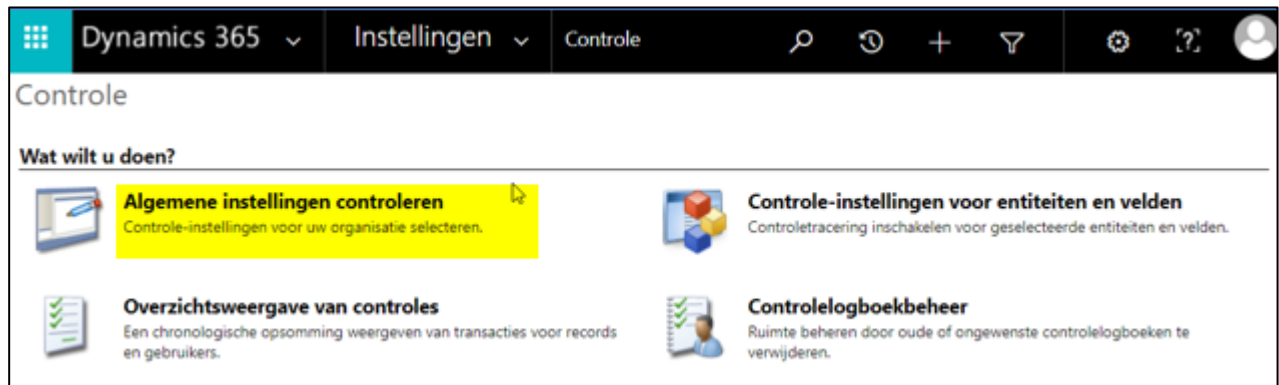 Dynamics 365 Instellingen Controle
Controle
Wat wilt u doen?
Algemene instellingen controleren
Controle-instellingen voor uw organisatie selecteren.
Controle-instellingen voor entiteiten en velden
Controletracering inschakelen voor geselecteerde entiteiten en velden.
Overzichtsweergave van controles
Een chronologische opsomming weergeven van transacties voor records
en gebruikers.
Controlelogboekbeheer
Ruimte beheren door oude of ongewenste controlelogboeken te
verwijderen.